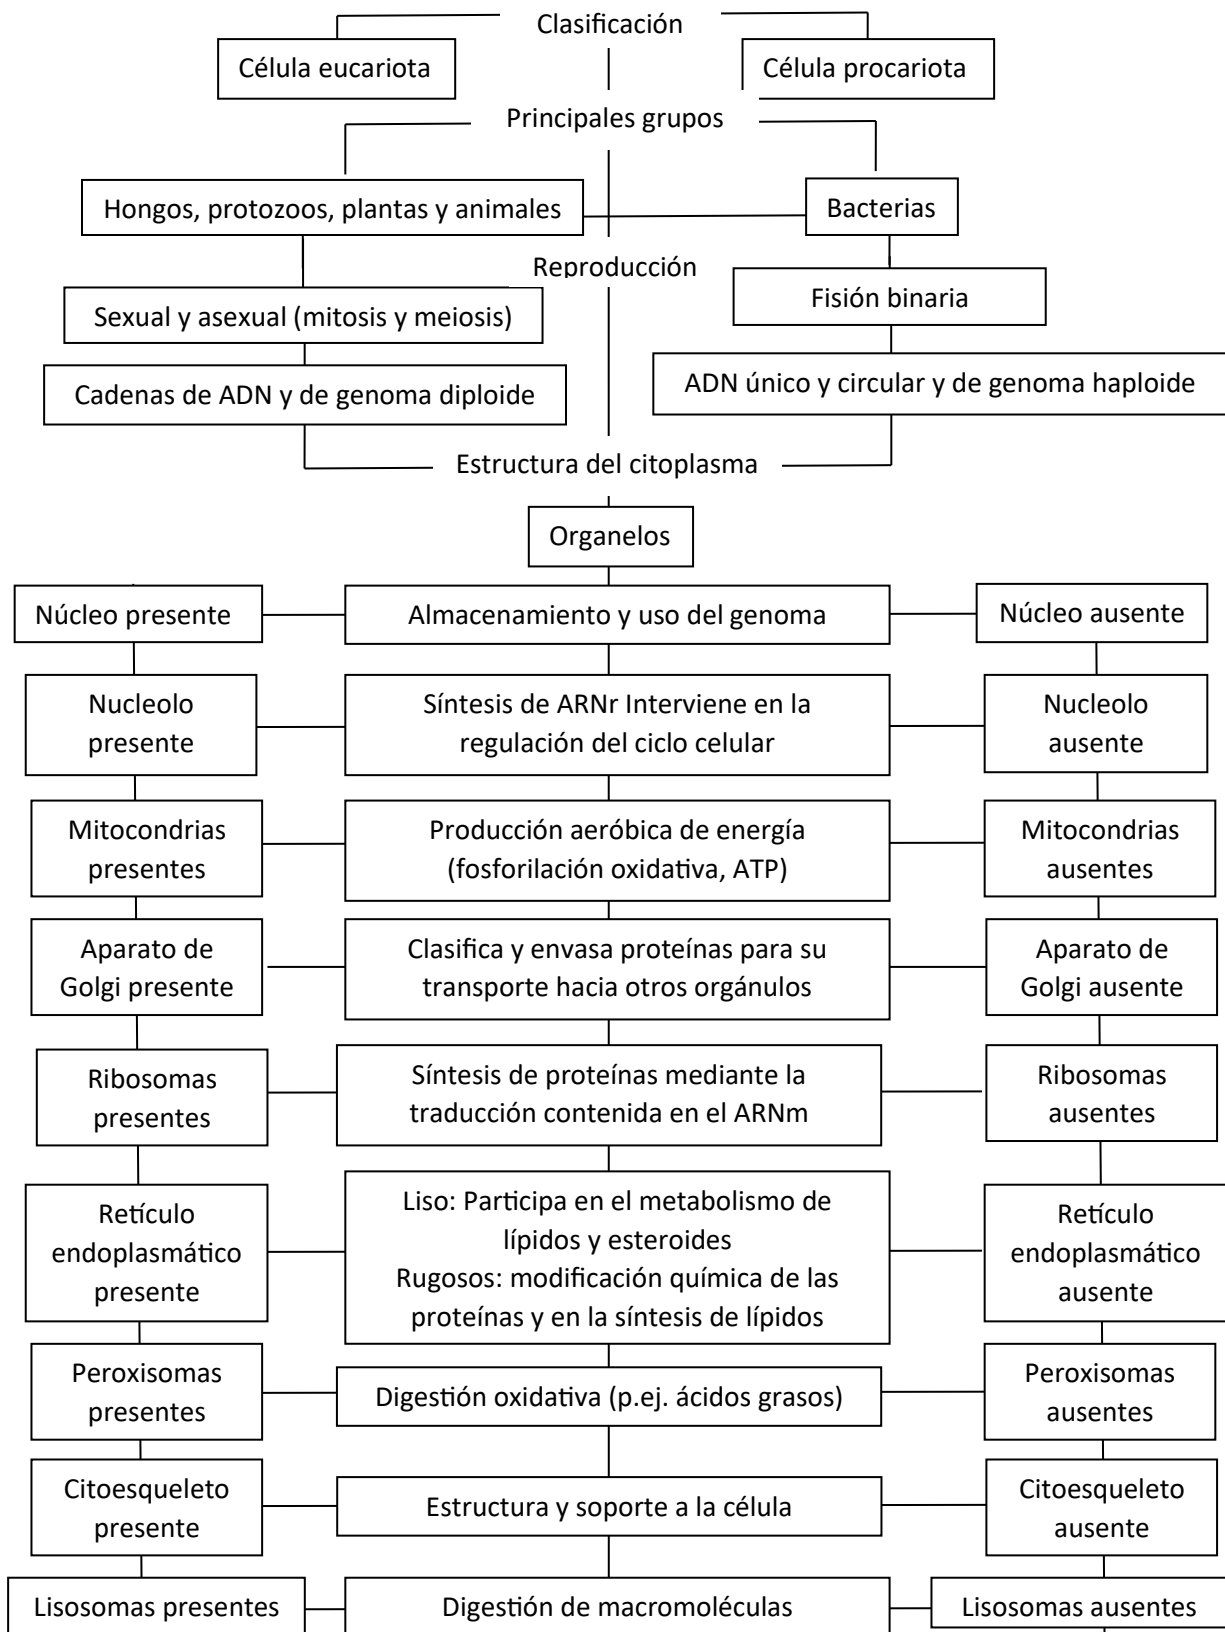 Clasificación
Célula eucariota
Célula procariota
Principales grupos
Hongos, protozoos, plantas y animales
Bacterias
Reproducción
Sexual y asexual (mitosis y meiosis)
Fisión binaria
Cadenas de ADN y de genoma diploide
ADN único y circular y de genoma haploide
Estructura del citoplasma
Organelos
Núcleo presente
Almacenamiento y uso del genoma
Núcleo ausente
Nucleolo
presente
Síntesis de ARNr Interviene en la
regulación del ciclo celular
Nucleolo
ausente
Mitocondrias
presentes
Producción aeróbica de energía
(fosforilación oxidativa, ATP)
Mitocondrias
ausentes
Aparato de
Golgi presente
Clasifica y envasa proteínas para su
transporte hacia otros orgánulos
Aparato de
Golgi ausente
Ribosomas
presentes
Síntesis de proteínas mediante la
traducción contenida en el ARNm
Ribosomas
ausentes
Retículo
endoplasmático
presente
Liso: Participa en el metabolismo de
lípidos y esteroides
Rugosos: modificación química de las
proteínas y en la síntesis de lípidos
Retículo
endoplasmático
ausente
Peroxisomas
presentes
Digestión oxidativa (p.ej. ácidos grasos)
Peroxisomas
ausentes
Citoesqueleto
presente
Estructura y soporte a la célula
Citoesqueleto
ausente
Lisosomas presentes
Digestión de macromoléculas
Lisosomas ausentes